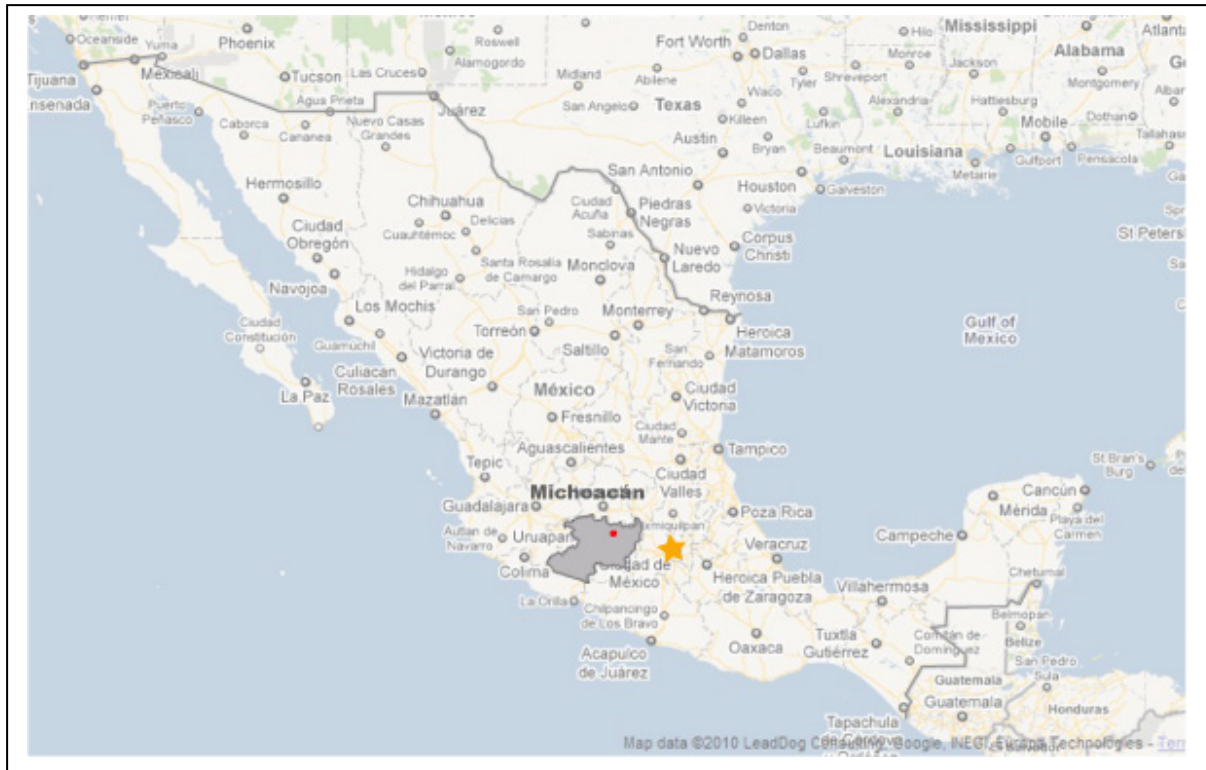 Oceanside
Yuma
Phoenix
Roswell
Fort Worth
Denton
Dallas
Monroe
Mississippi
Alabama
Tijuana
Mexicali
Tucson
Las Cruces
Alamogordo
Midland
Abilene
Tyler
Shreveport
Jackson
Montgomery
Ensenada
Puerto
Peñasco
Agua Prieta
Juárez
San Angelo
Texas
Waco
Killeen
Lufkin
Alexandria
Hattiesburg
Mobile
Dothan
Caborca
Cananea
Nuevo Casas
Grandes
Austin
Bryan
Beaumont
Louisiana
Gulfport
Pensacola
Metairie
Hermosillo
Chihuahua
San Antonio
Houston
Galveston
Ciudad
Acuña
Piedras
Negras
Victoria
Ciudad
Obregón
Cuauhtémoc
Delicias
Sabinas
Nuevo
Laredo
Corpus
Christi
St Peters
Navojoa
Hidalgo
del Parral
Santa Rosalía
de Camargo
Monclova
Los Mochis
San Pedro
Monterrey
Reynosa
Ciudad
Constitución
Guamúchil
Torreón
Saltillo
Heroica
Matamoros
Gulf of
Mexico
Culiacán
Rosales
Victoria de
Durango
San
Fernando
La Paz
Mazatlán
México
Fresnillo
Ciudad
Victoria
Ciudad
Mante
Aguascalientes
Tampico
Tepic
Ciudad
Valles
St Bran's
Burg
Michoacán
Guadalajara
Ixmiquilpan
Poza Rica
Cancún
Mérida
Playa del
Carmen
Autlan de
Navarro
Uruapan
Campeche
Colima
Ciudad de
México
Veracruz
Heroica Puebla
de Zaragoza
Villahermosa
Chetumal
La Orilla
Chilpancingo
de Los Bravo
Belmopan
Belize
Acapulco
de Juárez
Oaxaca
Tuxtla
Gutiérrez
Comitán de
Domínguez
San Pedro
Sula
Guatemala
Guatemala
Honduras
Tapachula
de Córdova
Map data ©2010 LeadDog Consulting, Google, INEGI, Europa Technologies -